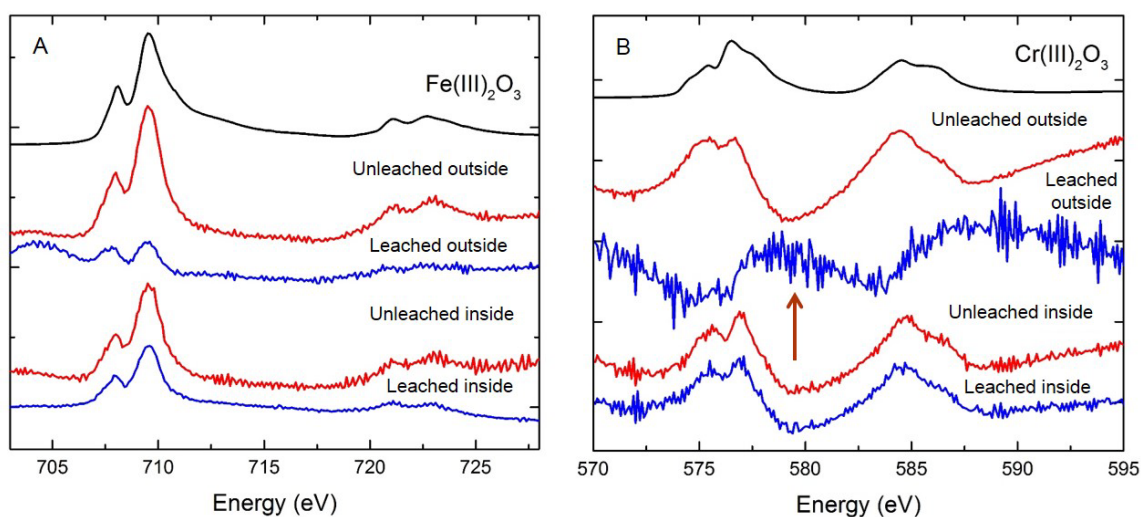 A
Fe(III)₂O₃
Unleached outside
Leached outside
Unleached inside
Leached inside
705
710
715
720
725
Energy (eV)
B
Cr(III)₂O₃
Unleached outside
Leached
outside
Unleached inside
Leached inside
570
575
580
585
590
595
Energy (eV)